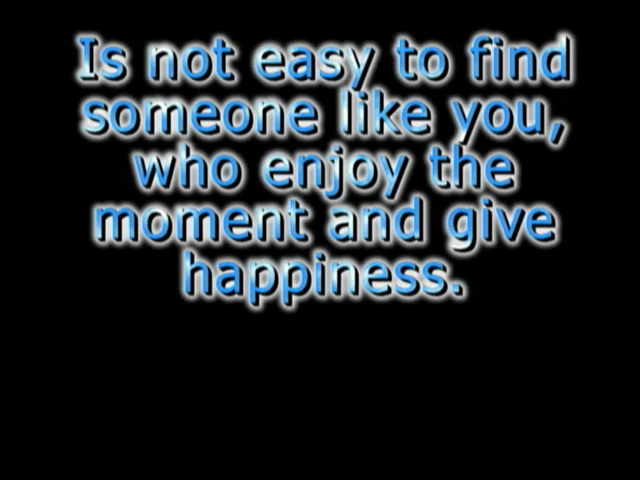 Is not easy to find
someone like you,
who enjoy the
moment and give
happiness.